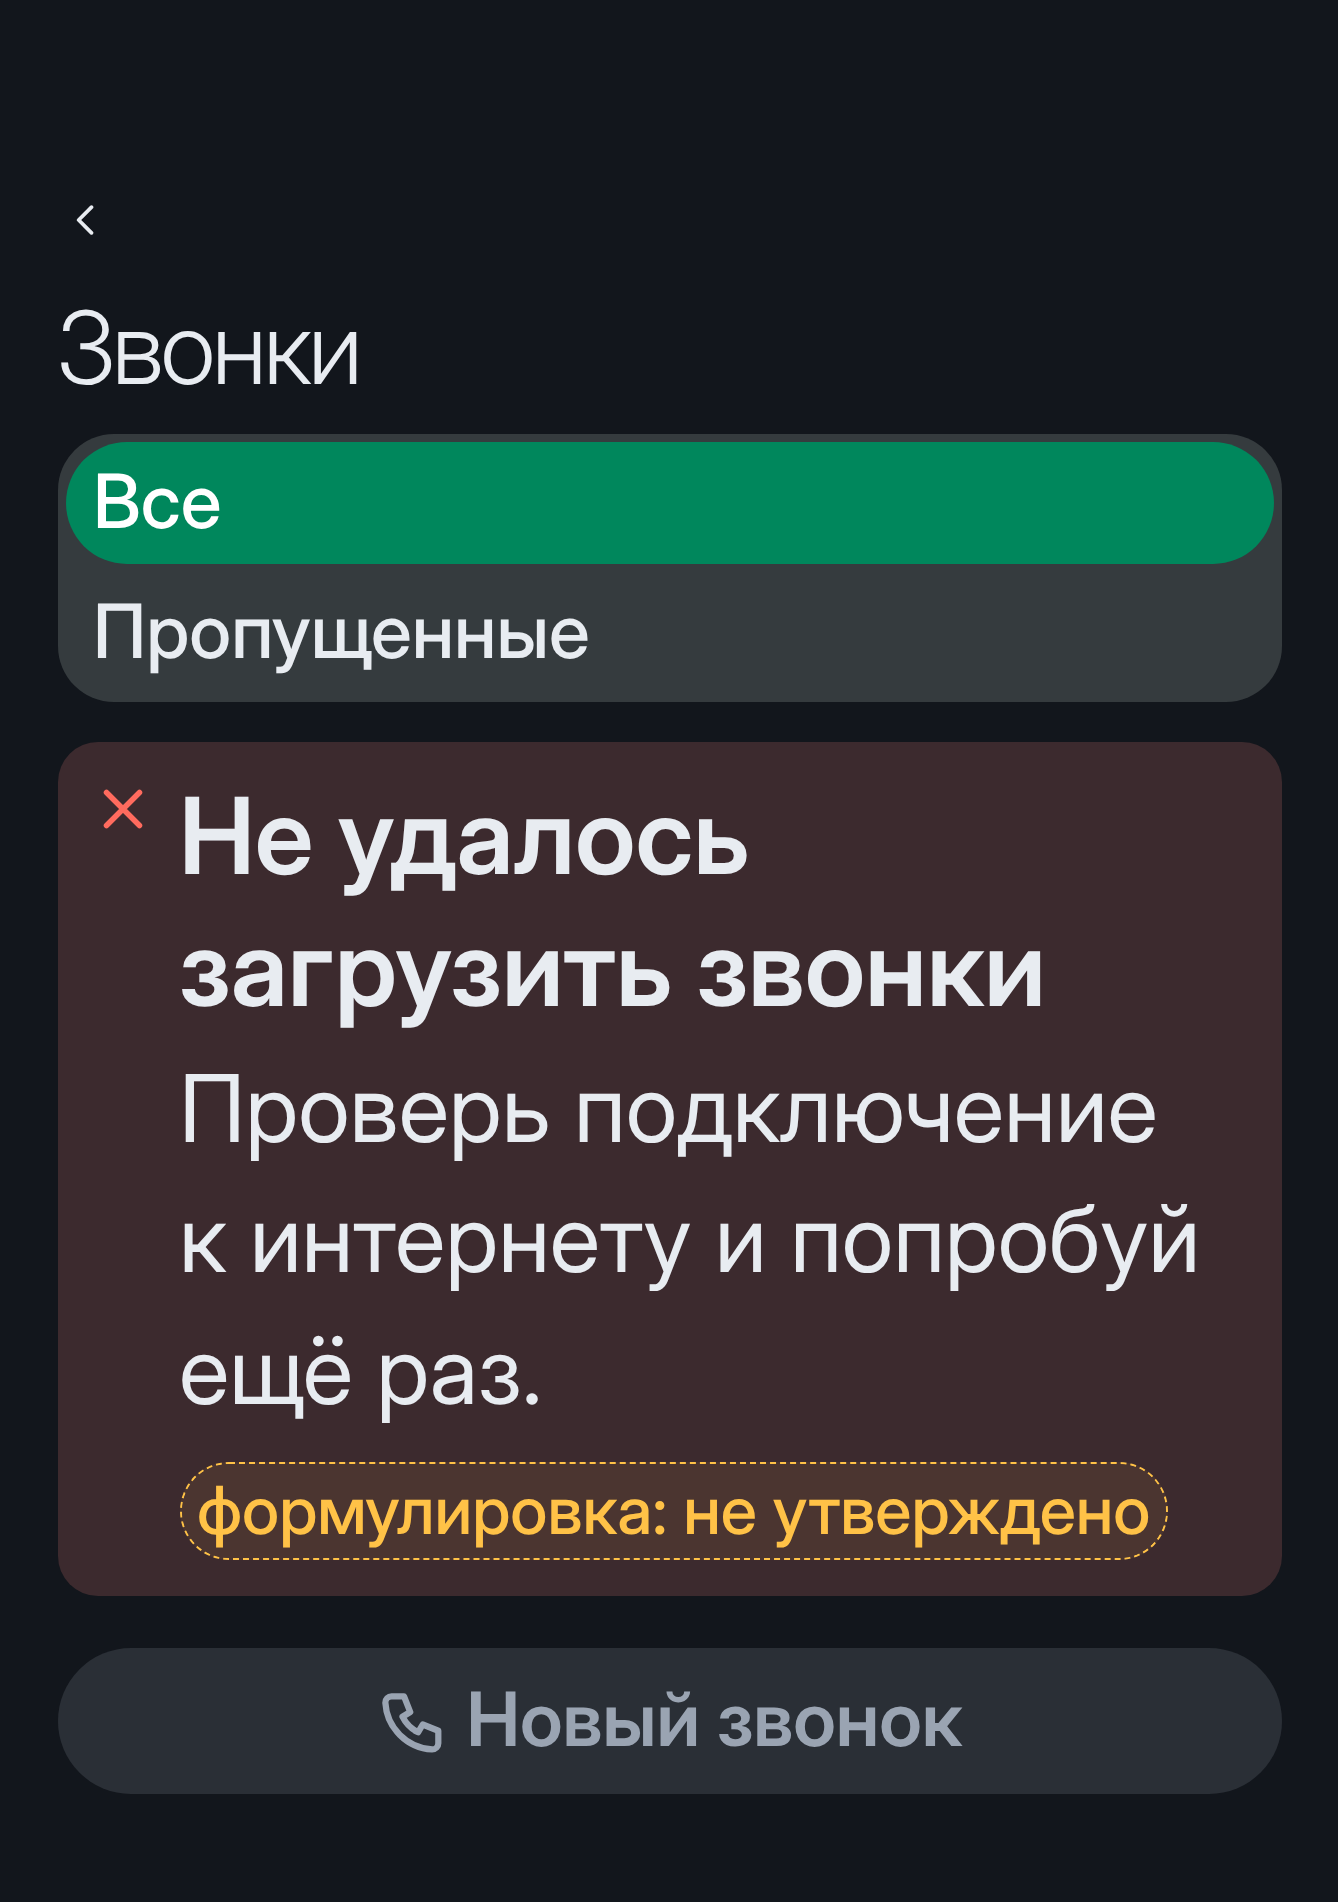 Звонки
Все
Пропущенные
Не удалось
загрузить звонки
Проверь подключение
к интернету и попробуй
ещё раз.
формулировка: не утверждено
Новый звонок